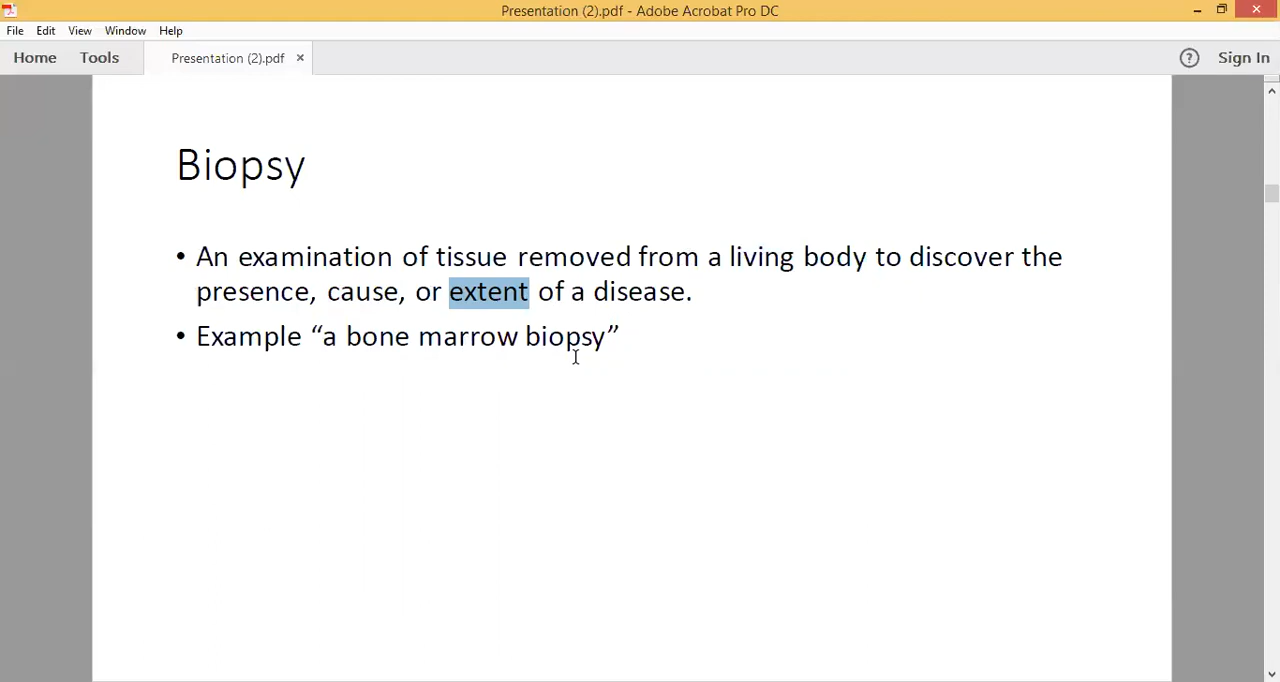 Presentation (2).pdf - Adobe Acrobat Pro DC
File Edit View Window Help
Home Tools Presentation (2).pdf × ? Sign In
Biopsy
• An examination of tissue removed from a living body to discover the
presence, cause, or extent of a disease.
• Example “a bone marrow biopsy”